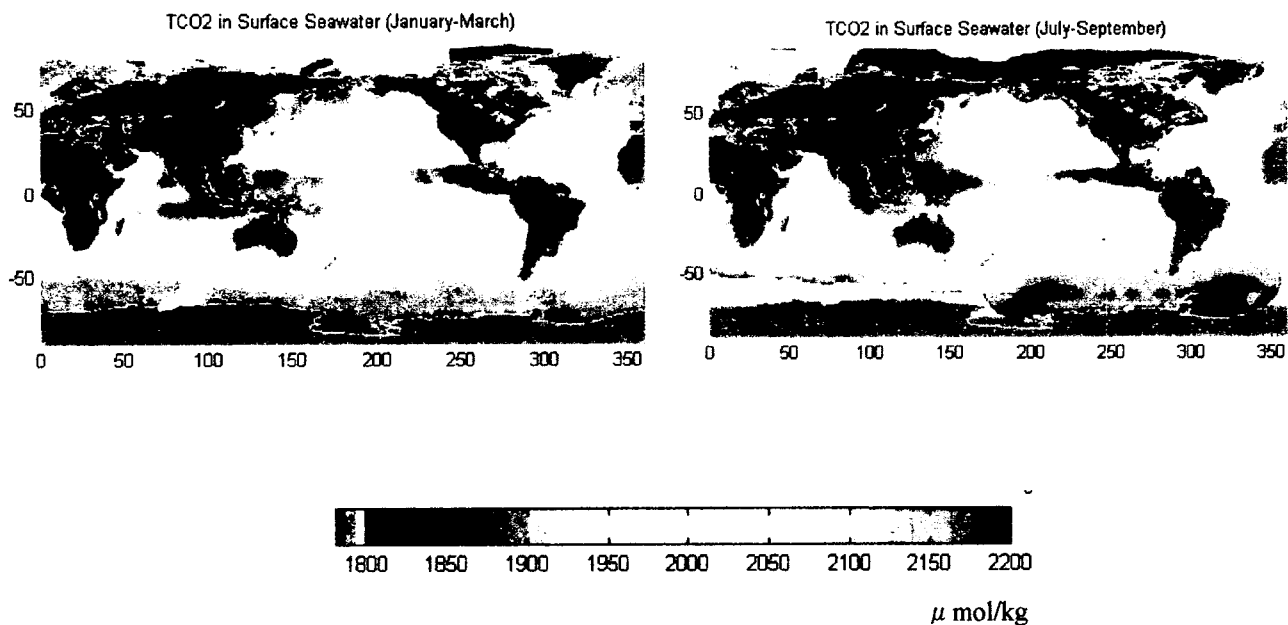 TCO2 in Surface Seawater (January-March)
50
0
-50
0 50 100 150 200 250 300 350
TCO2 in Surface Seawater (July-September)
50
0
-50
0 50 100 150 200 250 300 350
1800 1850 1900 1950 2000 2050 2100 2150 2200
μ mol/kg